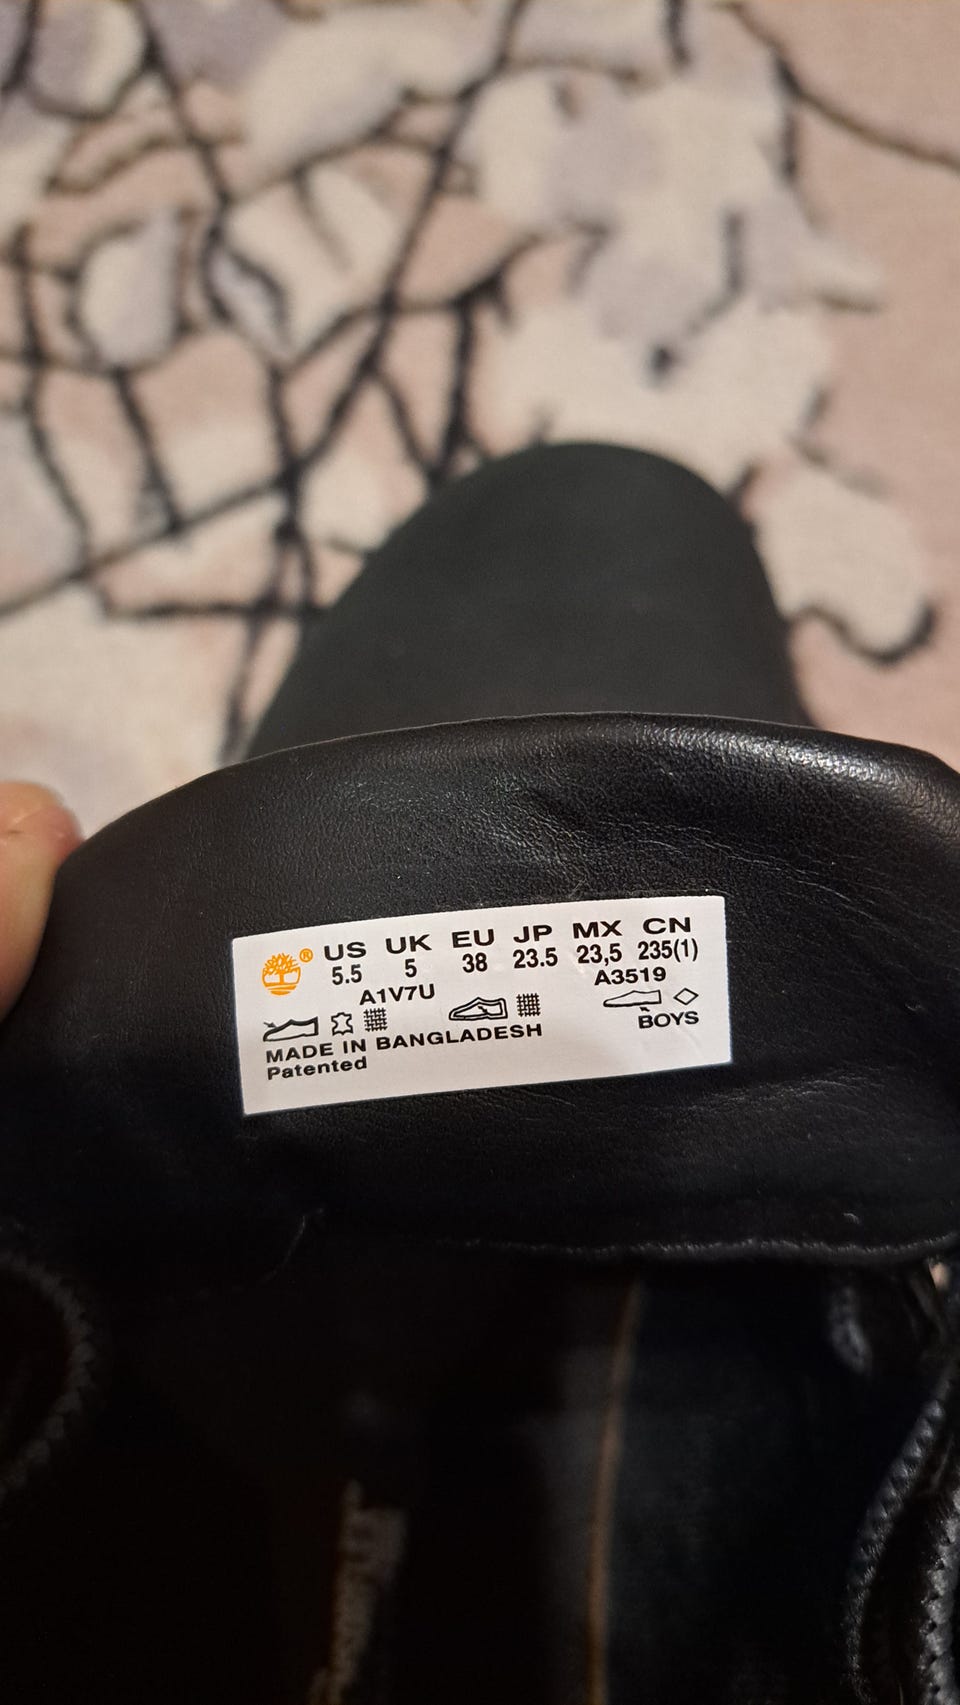 ® US UK EU JP MX CN
5.5 5 38 23.5 23,5 235(1)
A1V7U A3519
BOYS
MADE IN BANGLADESH
Patented